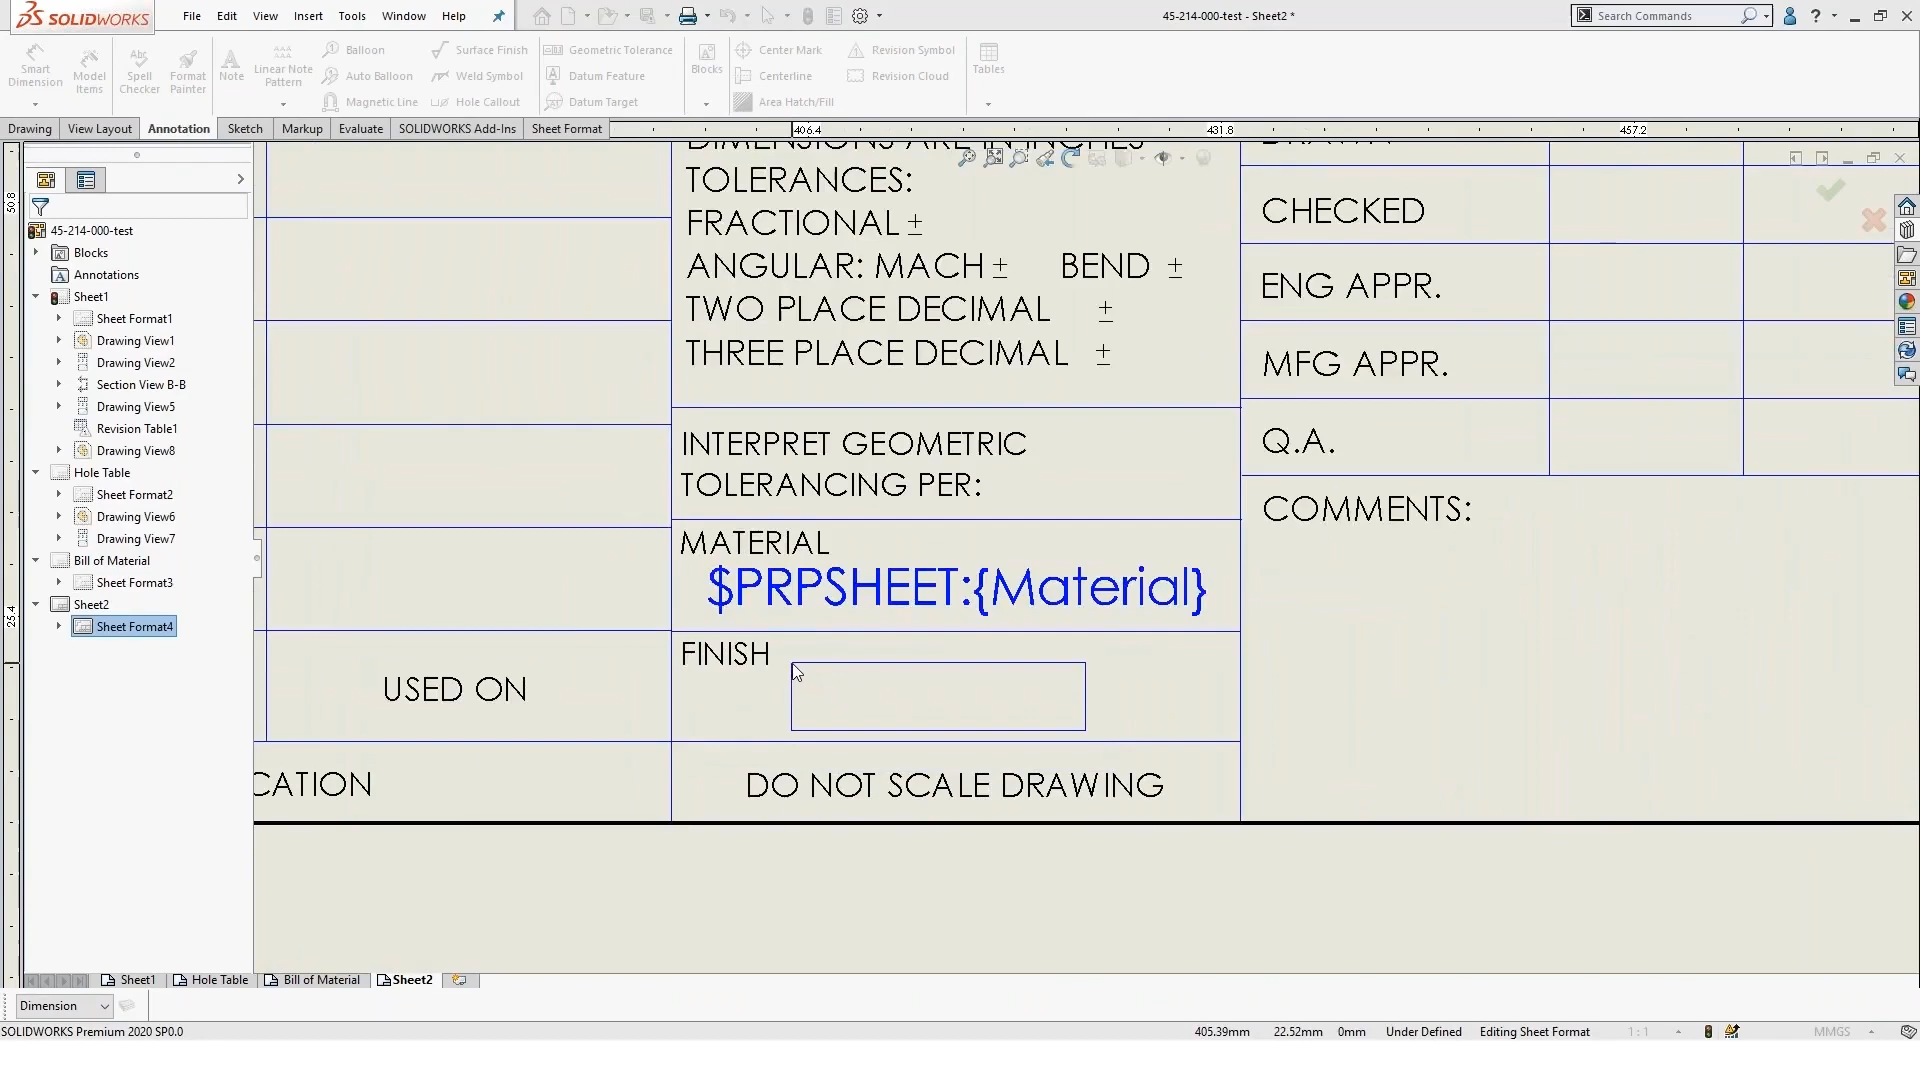 SOLIDWORKS
File Edit View Insert Tools Window Help
45-214-000-test - Sheet2 *
Search Commands
?
Smart Dimension
Model Items
Spell Checker
Format Painter
Note
Linear Note Pattern
Balloon
Auto Balloon
Magnetic Line
Surface Finish
Weld Symbol
Hole Callout
Geometric Tolerance
Datum Feature
Datum Target
Blocks
Center Mark
Centerline
Area Hatch/Fill
Revision Symbol
Revision Cloud
Tables
Drawing View Layout Annotation Sketch Markup Evaluate SOLIDWORKS Add-Ins Sheet Format
406.4 431.8 457.2
50.8
25.4
45-214-000-test
Blocks
Annotations
Sheet1
Sheet Format1
Drawing View1
Drawing View2
Section View B-B
Drawing View5
Revision Table1
Drawing View8
Hole Table
Sheet Format2
Drawing View6
Drawing View7
Bill of Material
Sheet Format3
Sheet2
Sheet Format4
DIMENSIONS ARE IN INCHES
TOLERANCES:
FRACTIONAL ±
ANGULAR: MACH ± BEND ±
TWO PLACE DECIMAL ±
THREE PLACE DECIMAL ±
INTERPRET GEOMETRIC
TOLERANCING PER:
MATERIAL
$PRPSHEET:{Material}
FINISH
USED ON
CATION
DO NOT SCALE DRAWING
CHECKED
ENG APPR.
MFG APPR.
Q.A.
COMMENTS:
Sheet1 Hole Table Bill of Material Sheet2
Dimension
SOLIDWORKS Premium 2020 SP0.0
405.39mm 22.52mm 0mm Under Defined Editing Sheet Format 1 : 1 MMGS